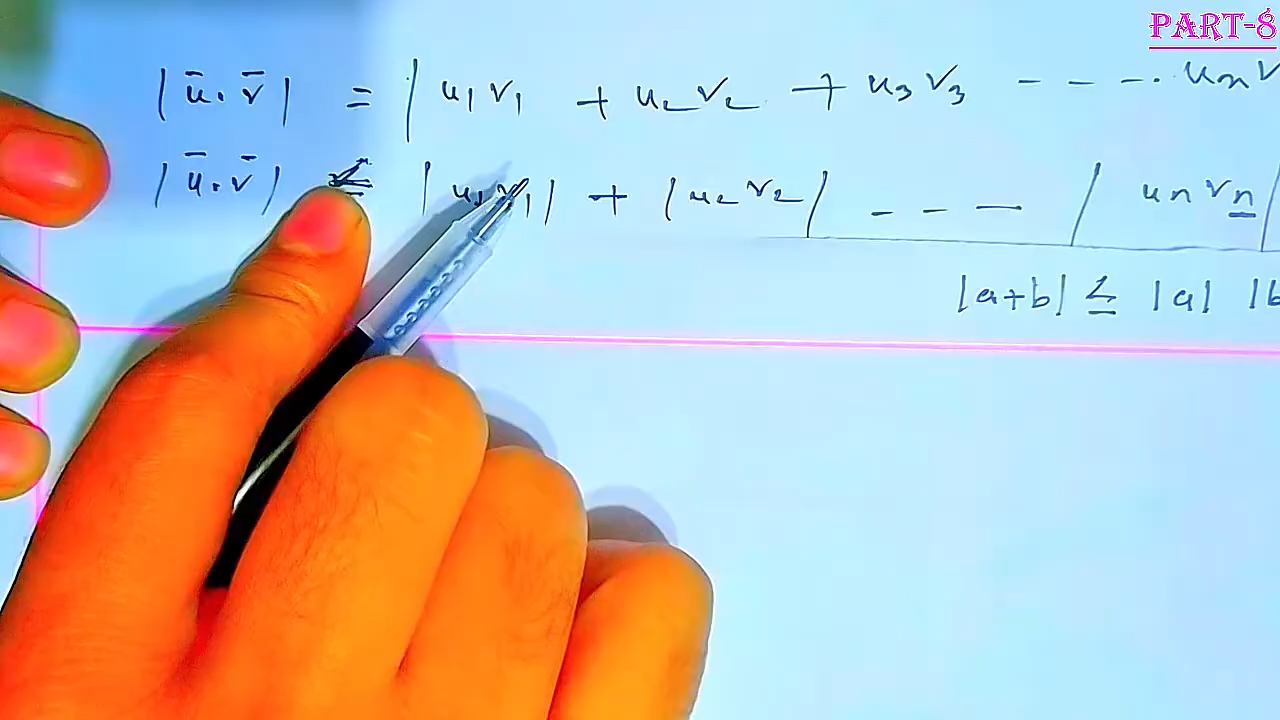 PART-8
|ū.v̄| = | u₁v₁ + u₂v₂ + u₃v₃ - - - . uₙv
|ū.v̄| ≤ |u₁v₁| + |u₂v₂| - - - | uₙvₙ|
|a+b| ≤ |a| |b